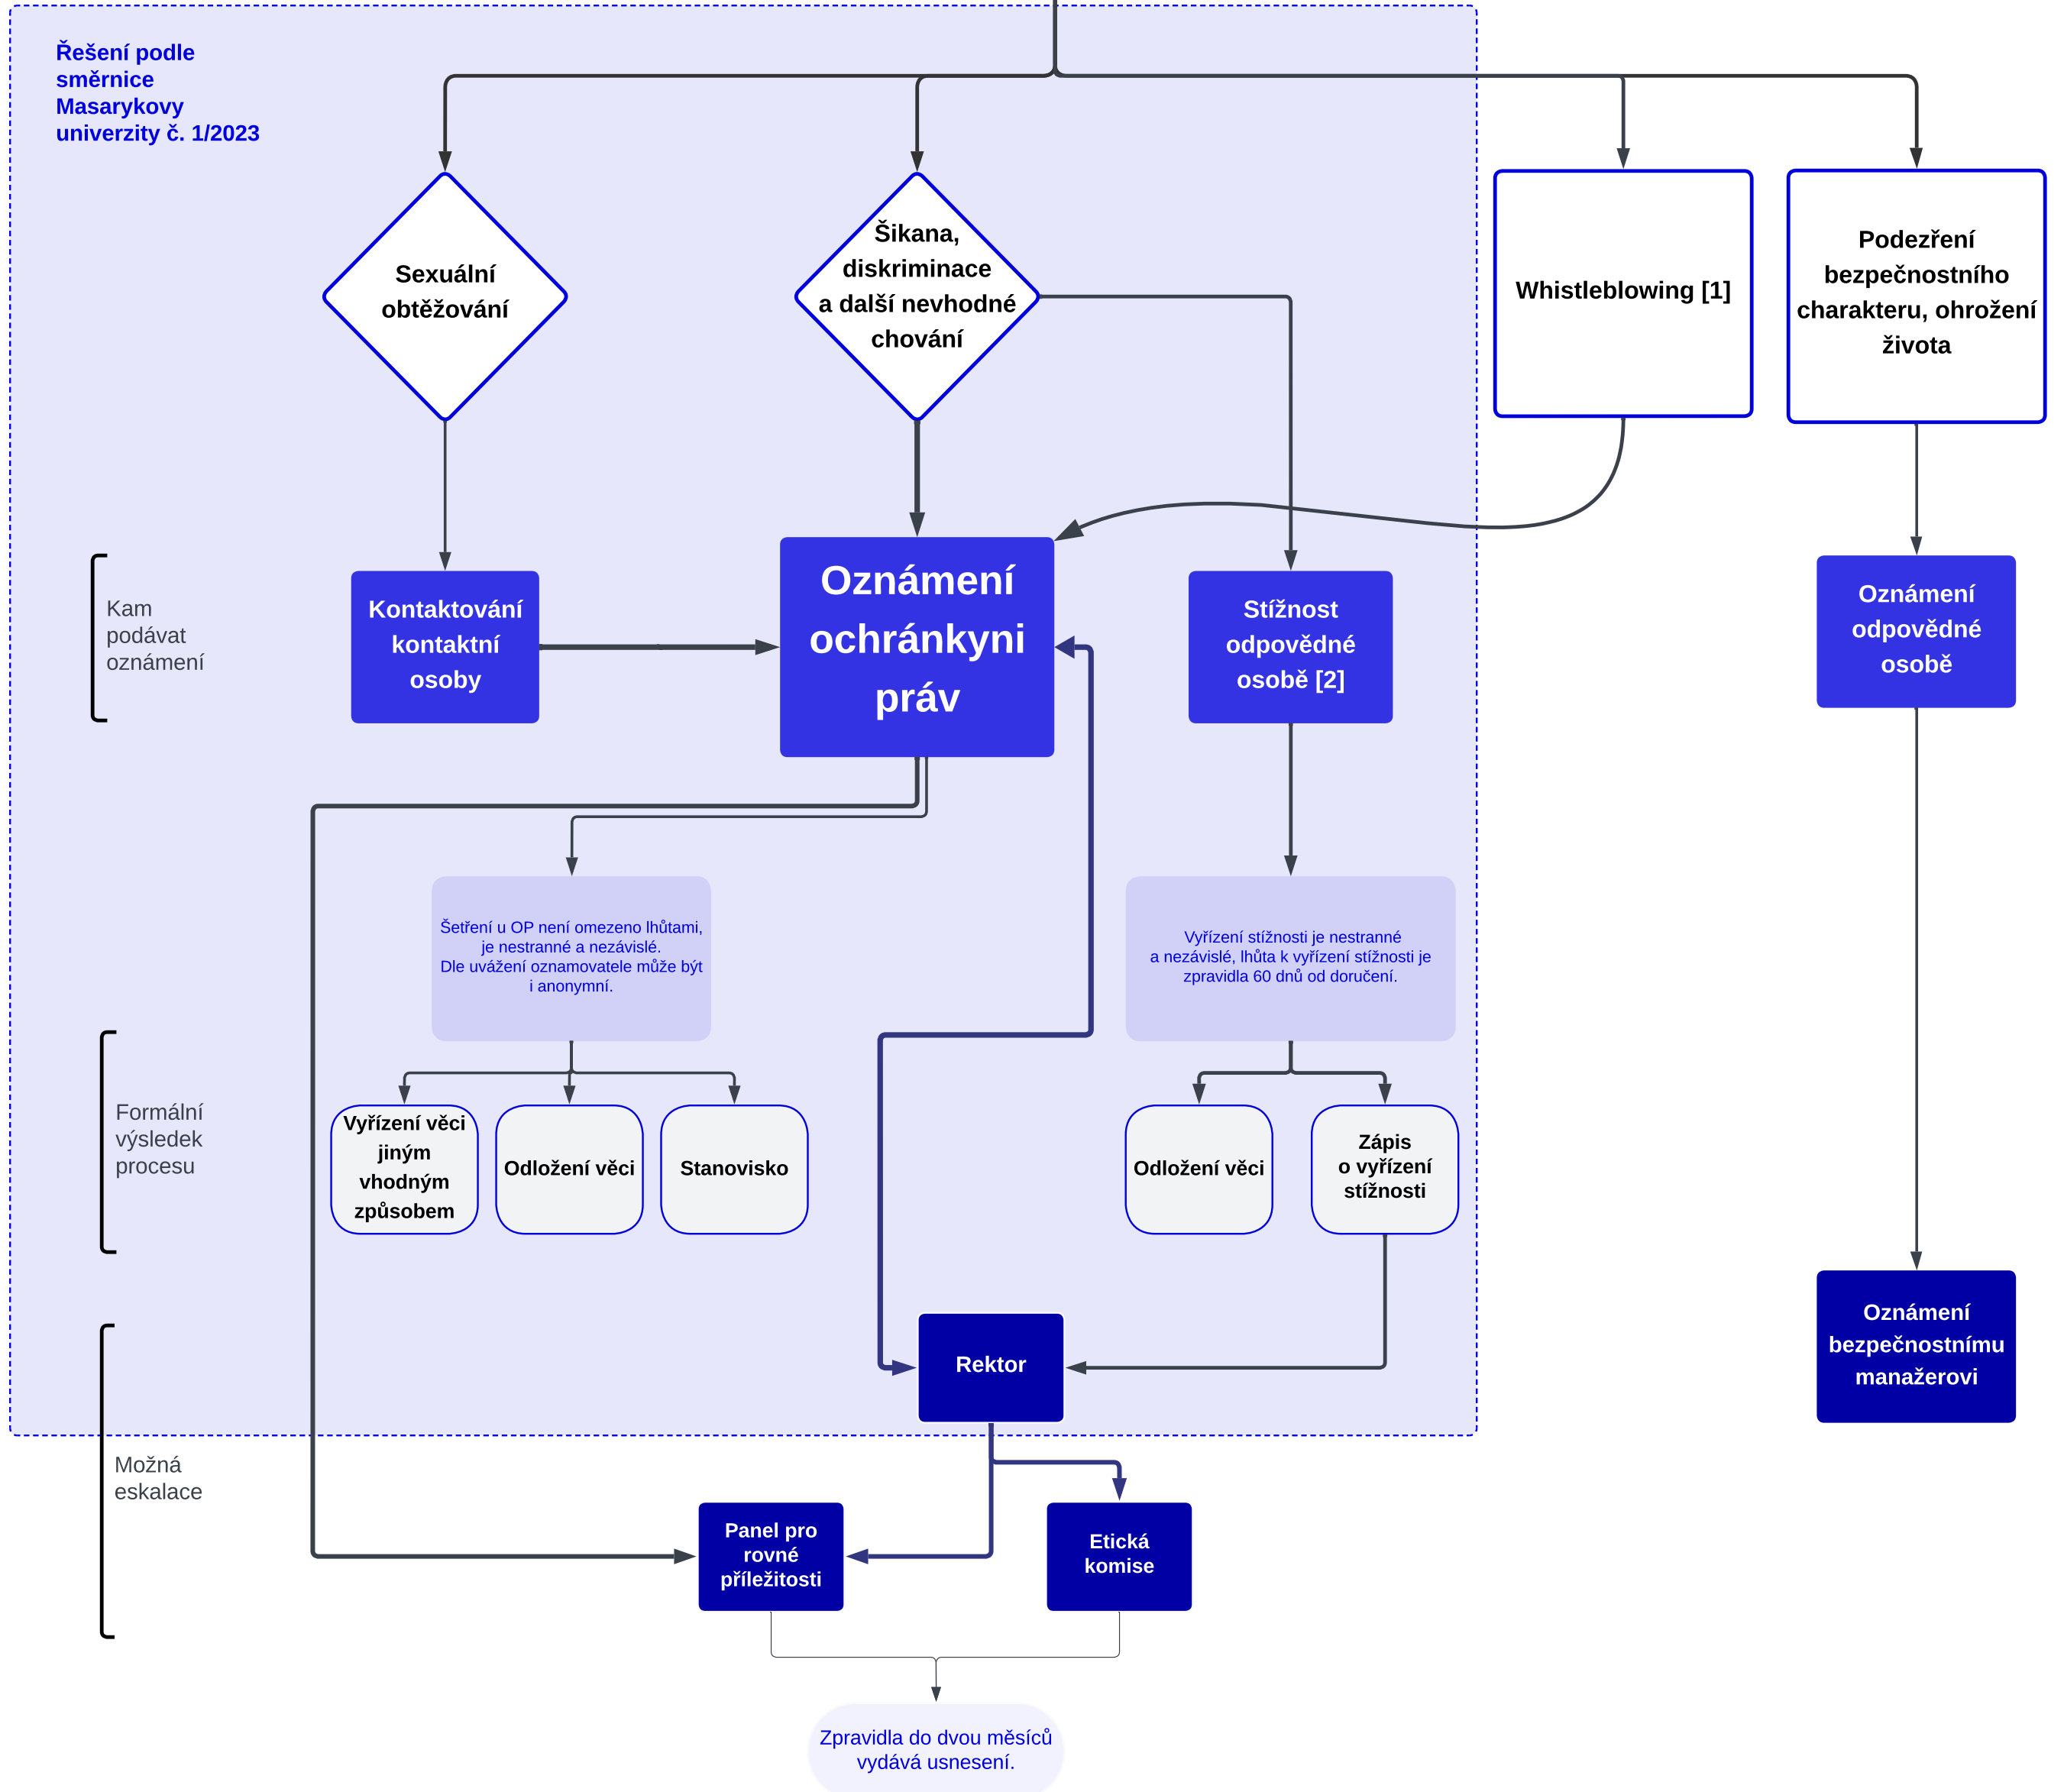 Řešení podle
směrnice
Masarykovy
univerzity č. 1/2023
Sexuální
obtěžování
Šikana,
diskriminace
a další nevhodné
chování
Whistleblowing [1]
Podezření
bezpečnostního
charakteru, ohrožení
života
Kam
podávat
oznámení
Kontaktování
kontaktní
osoby
Oznámení
ochránkyni
práv
Stížnost
odpovědné
osobě [2]
Oznámení
odpovědné
osobě
Šetření u OP není omezeno lhůtami,
je nestranné a nezávislé.
Dle uvážení oznamovatele může být
i anonymní.
Vyřízení stížnosti je nestranné
a nezávislé, lhůta k vyřízení stížnosti je
zpravidla 60 dnů od doručení.
Formální
výsledek
procesu
Vyřízení věci
jiným
vhodným
způsobem
Odložení věci
Stanovisko
Odložení věci
Zápis
o vyřízení
stížnosti
Rektor
Oznámení
bezpečnostnímu
manažerovi
Možná
eskalace
Panel pro
rovné
příležitosti
Etická
komise
Zpravidla do dvou měsíců
vydává usnesení.